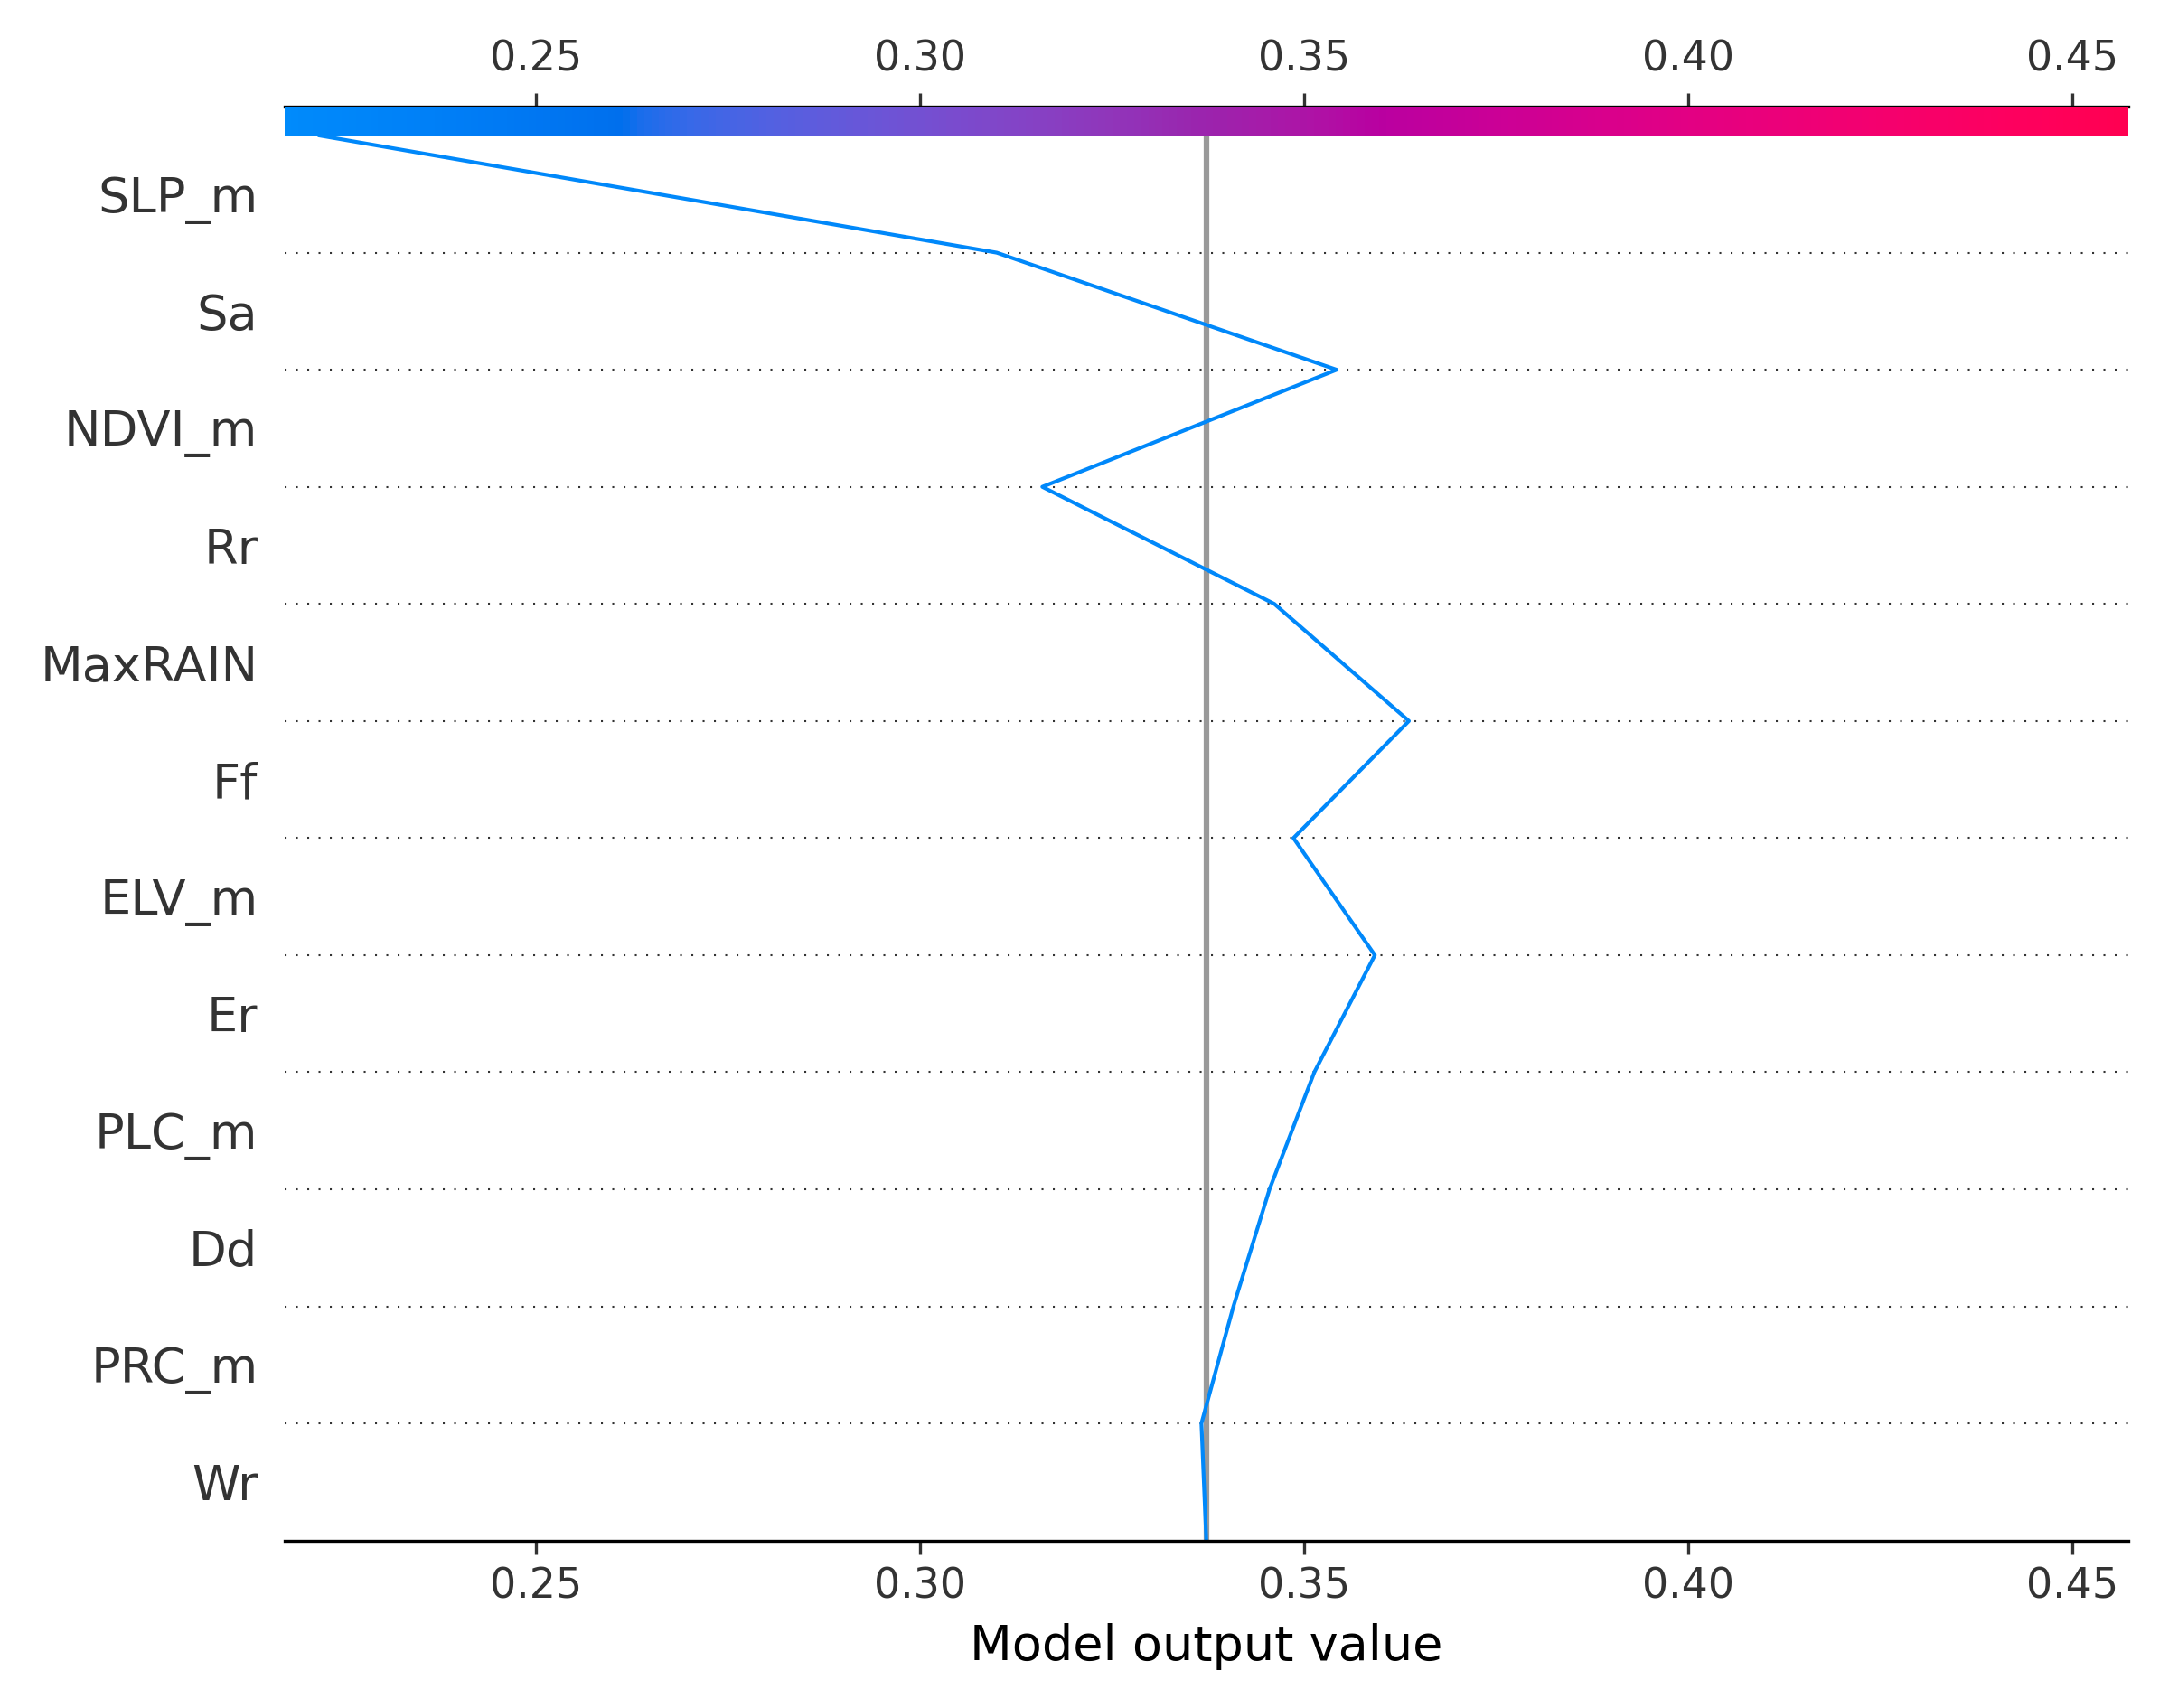 0.25 0.30 0.35 0.40 0.45
SLP_m
Sa
NDVI_m
Rr
MaxRAIN
Ff
ELV_m
Er
PLC_m
Dd
PRC_m
Wr
0.25 0.30 0.35 0.40 0.45
Model output value